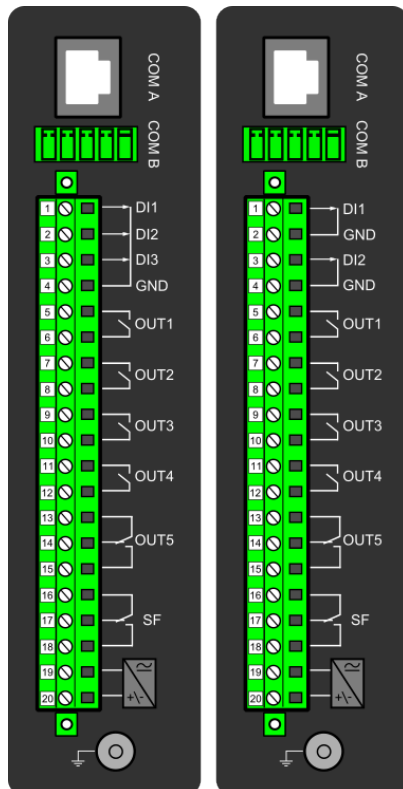 COM A
COM B
1 DI1
2 DI2
3 DI3
4 GND
5
OUT1
6
7
OUT2
8
9
OUT3
10
11
OUT4
12
13
14 OUT5
15
16
17 SF
18
19
20 +/-
COM A
COM B
1 DI1
2 GND
3 DI2
4 GND
5
OUT1
6
7
OUT2
8
9
OUT3
10
11
OUT4
12
13
14 OUT5
15
16
17 SF
18
19
20 +/-